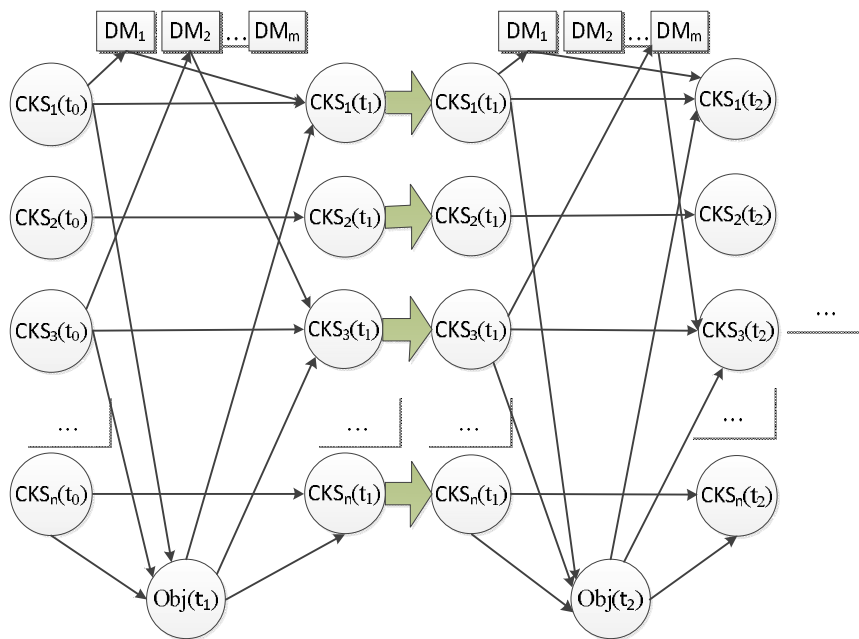 DM₁ DM₂ ... DMₘ DM₁ DM₂ ... DMₘ
CKS₁(t₀) CKS₁(t₁) CKS₁(t₁) CKS₁(t₂)
CKS₂(t₀) CKS₂(t₁) CKS₂(t₁) CKS₂(t₂)
CKS₃(t₀) CKS₃(t₁) CKS₃(t₁) CKS₃(t₂) ...
... ... ... ...
CKSₙ(t₀) CKSₙ(t₁) CKSₙ(t₁) CKSₙ(t₂)
Obj(t₁) Obj(t₂)